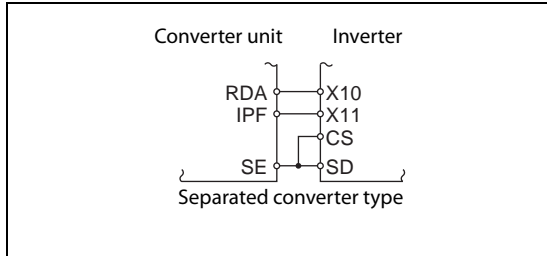 Converter unit Inverter
RDA X10
IPF X11
CS
SE SD
Separated converter type